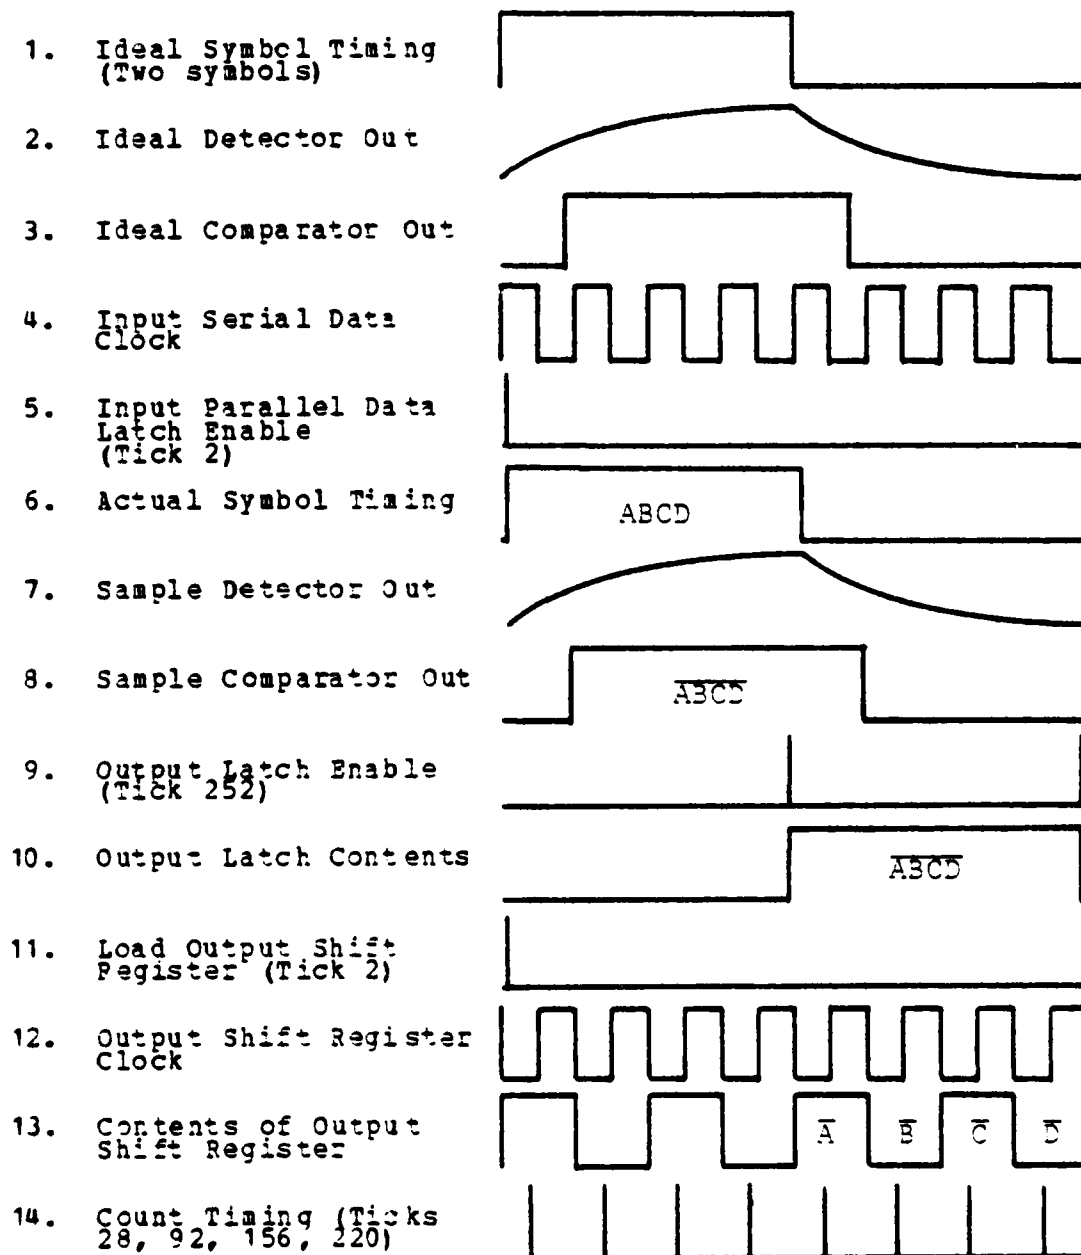 1. Ideal Symbol Timing
(Two symbols)
2. Ideal Detector Out
3. Ideal Comparator Out
4. Input Serial Data
Clock
5. Input Parallel Data
Latch Enable
(Tick 2)
6. Actual Symbol Timing
ABCD
7. Sample Detector Out
8. Sample Comparator Out
A̅B̅C̅D̅
9. Output Latch Enable
(Tick 252)
10. Output Latch Contents
A̅B̅C̅D̅
11. Load Output Shift
Register (Tick 2)
12. Output Shift Register
Clock
13. Contents of Output
Shift Register
A̅ B̅ C̅ D̅
14. Count Timing (Ticks
28, 92, 156, 220)